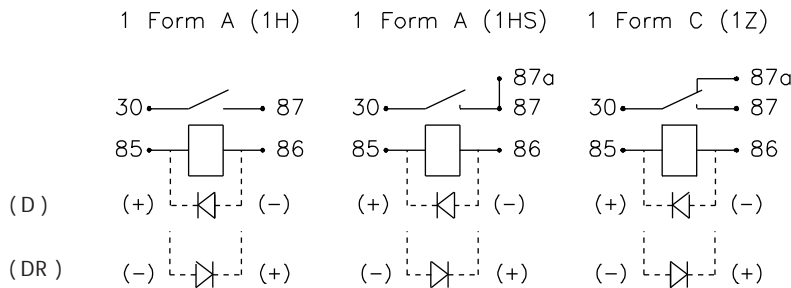 1 Form A (1H) 1 Form A (1HS) 1 Form C (1Z)
87a 87a
30 87 30 87 30 87
85 86 85 86 85 86
(D) (+) (-) (+) (-) (+) (-)
(DR) (-) (+) (-) (+) (-) (+)